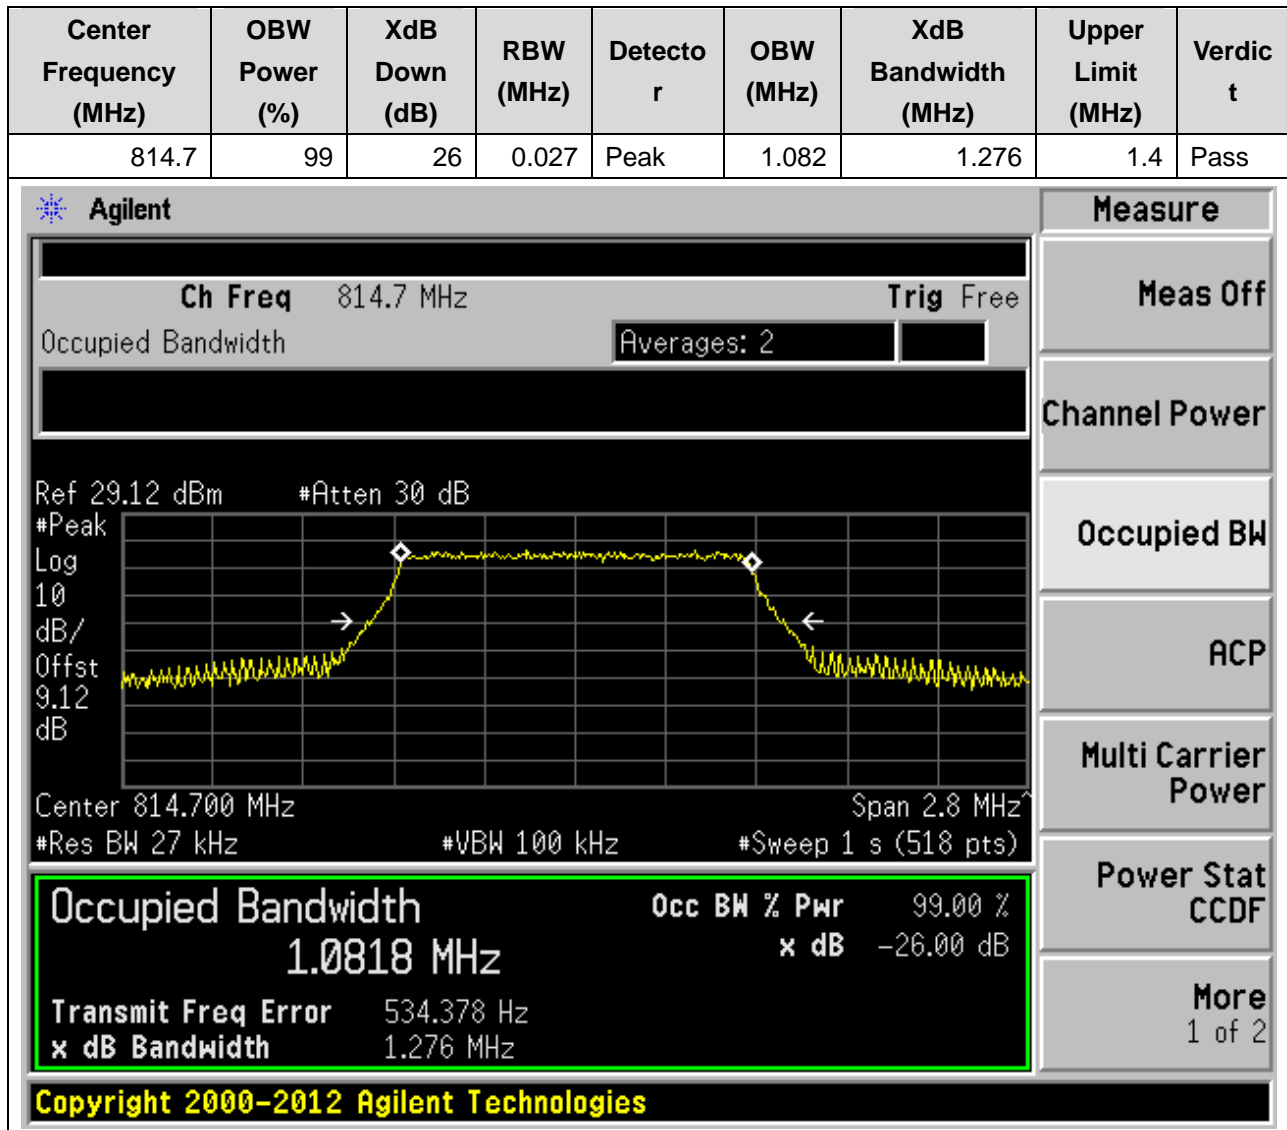 Center Frequency (MHz) OBW Power (%) XdB Down (dB) RBW (MHz) Detecto r OBW (MHz) XdB Bandwidth (MHz) Upper Limit (MHz) Verdic t
814.7 99 26 0.027 Peak 1.082 1.276 1.4 Pass
Agilent
Measure
Ch Freq 814.7 MHz Trig Free
Meas Off
Occupied Bandwidth Averages: 2
Channel Power
Ref 29.12 dBm #Atten 30 dB
#Peak
Log
10
dB/
Offst
9.12
dB
Occupied BW
ACP
Multi Carrier
Power
Center 814.700 MHz Span 2.8 MHz^
#Res BW 27 kHz #VBW 100 kHz #Sweep 1 s (518 pts)
Power Stat
CCDF
Occupied Bandwidth Occ BW % Pwr 99.00 %
1.0818 MHz x dB -26.00 dB
Transmit Freq Error 534.378 Hz
x dB Bandwidth 1.276 MHz
More
1 of 2
Copyright 2000-2012 Agilent Technologies